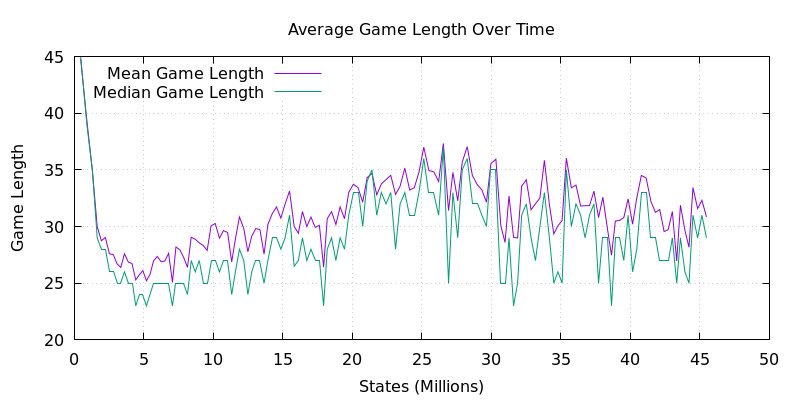 Average Game Length Over Time
45
Mean Game Length
Median Game Length
40
35
Game Length
30
25
20
0 5 10 15 20 25 30 35 40 45 50
States (Millions)